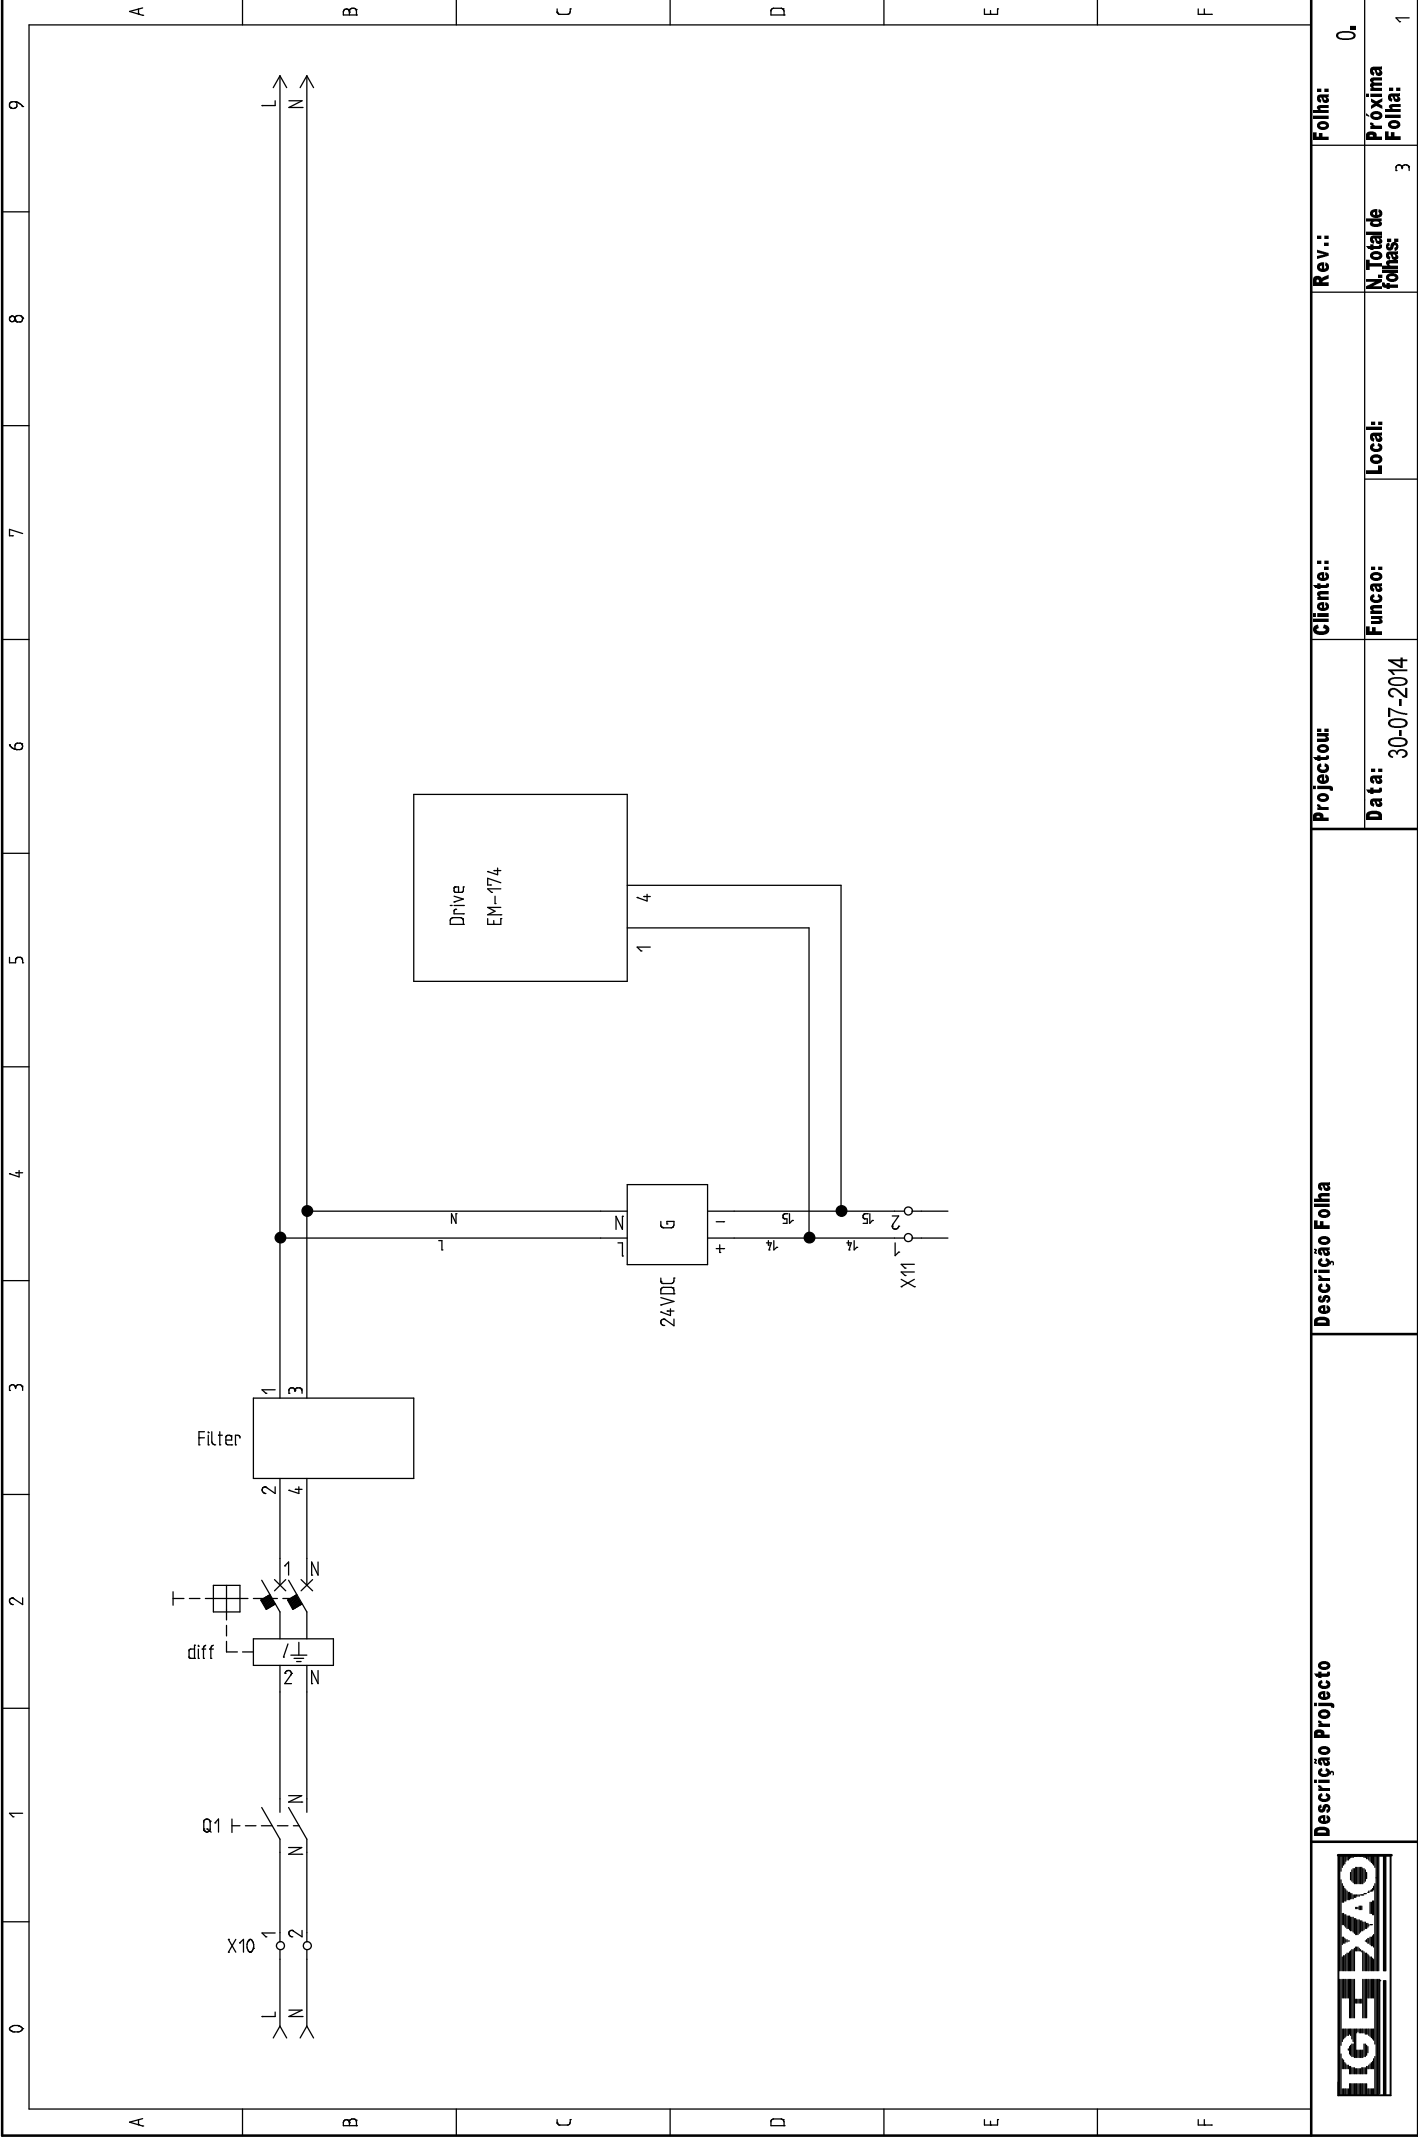 0 1 2 3 4 5 6 7 8 9
A A
B B
C C
D D
E E
F F
L
N
X10
1
2
Q1
N N
diff
2
N
1
N
Filter
2
4
1
3
L
N
L
N
L N
24VDC
G
+ -
14 15
14 15
X11
1 2
Drive
EM-174
1 4
IGE+XAO
Descrição Projecto
Descrição Folha
Projectou:
Data:
30-07-2014
Cliente.:
Funcao:
Local:
Rev.:
N. Total de
folhas:
3
Folha:
0.
Próxima
Folha:
1